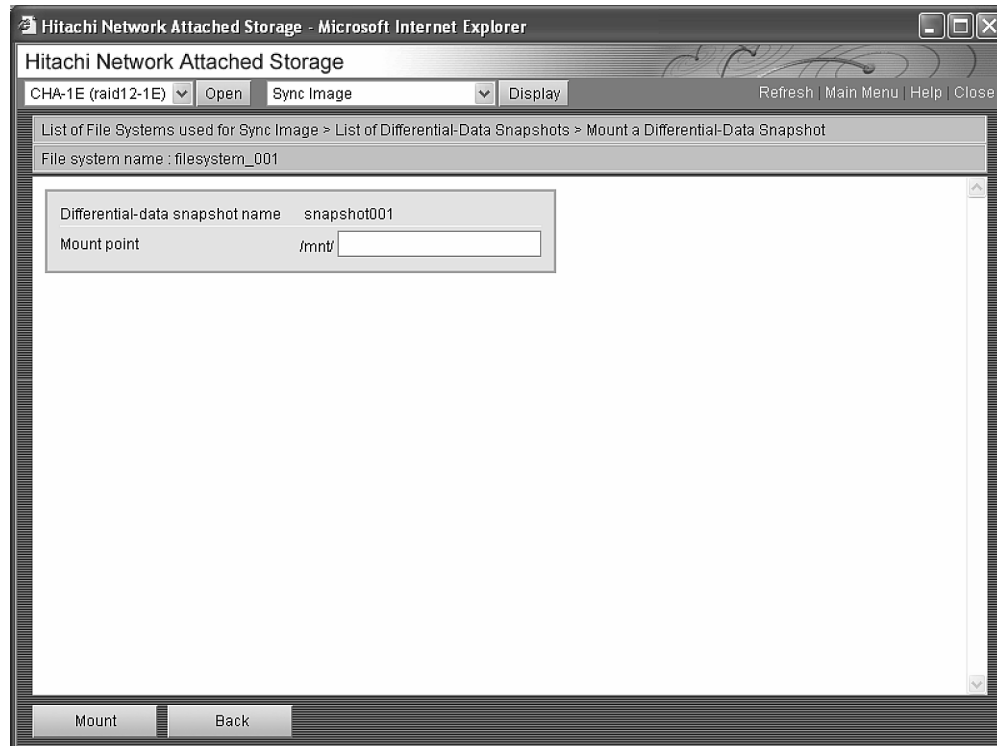 Hitachi Network Attached Storage - Microsoft Internet Explorer
Hitachi Network Attached Storage
CHA-1E (raid12-1E) Open Sync Image Display Refresh | Main Menu | Help | Close
List of File Systems used for Sync Image > List of Differential-Data Snapshots > Mount a Differential-Data Snapshot
File system name : filesystem_001
Differential-data snapshot name snapshot001
Mount point /mnt/
Mount Back